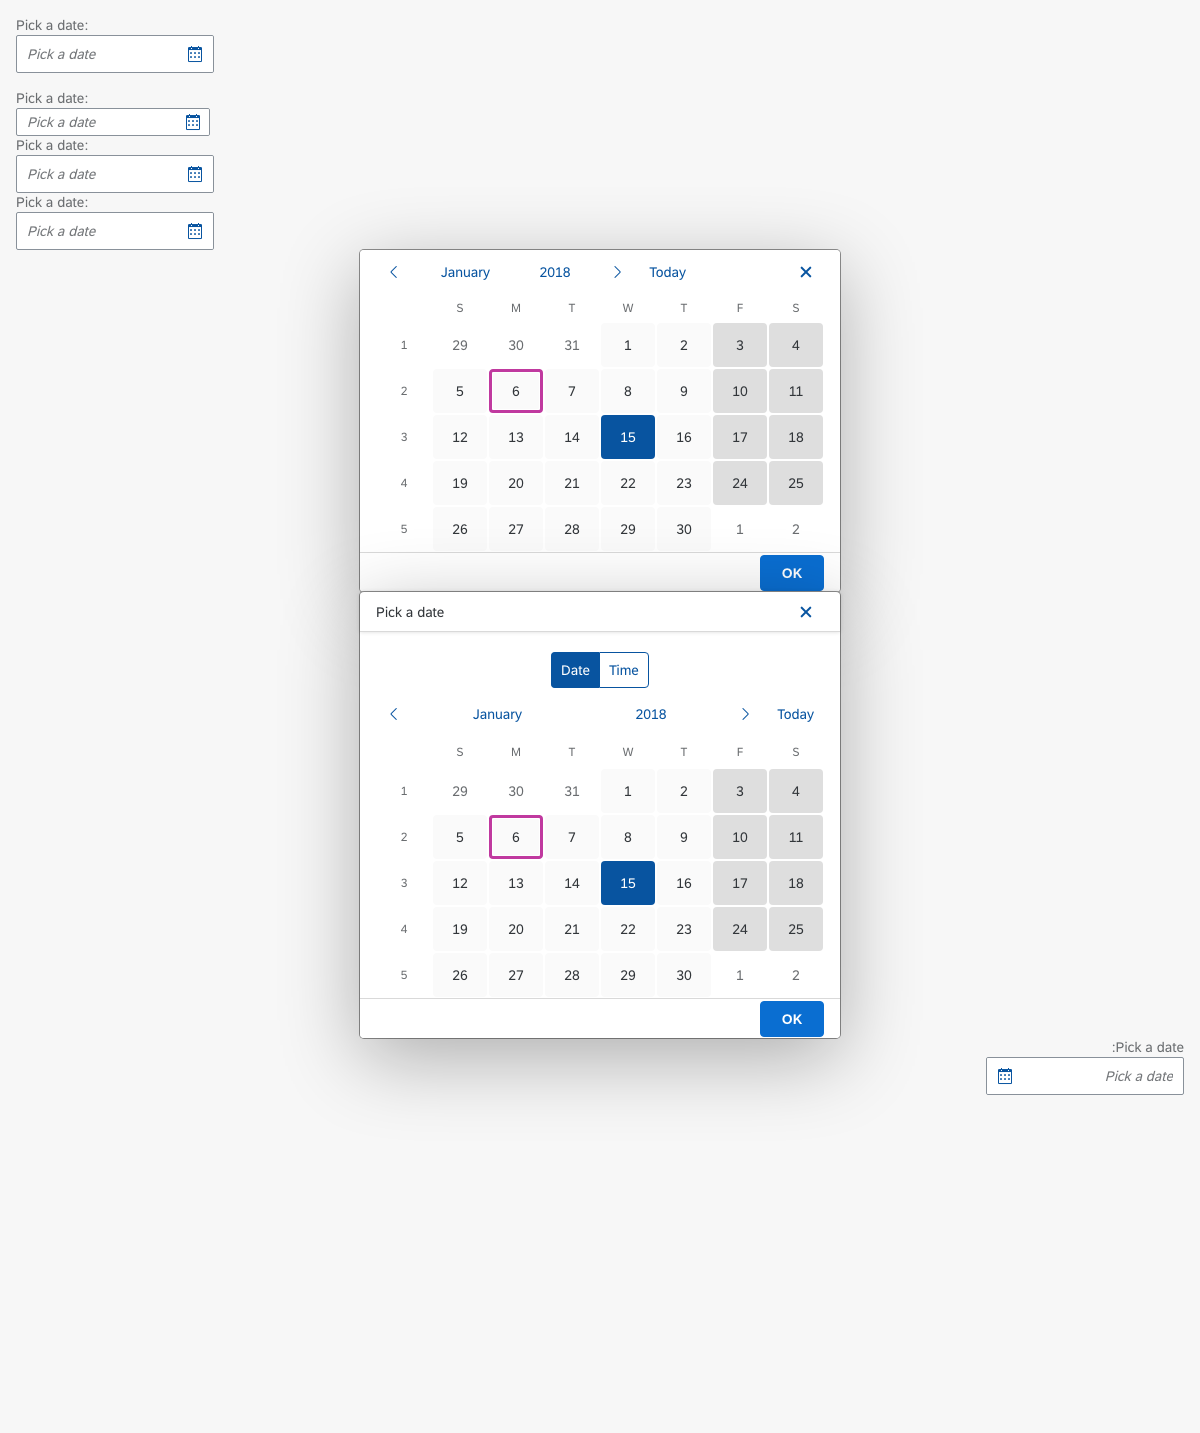 Pick a date:
Pick a date
Pick a date:
Pick a date
Pick a date:
Pick a date
Pick a date:
Pick a date
January 2018 Today
S M T W T F S
1 29 30 31 1 2 3 4
2 5 6 7 8 9 10 11
3 12 13 14 15 16 17 18
4 19 20 21 22 23 24 25
5 26 27 28 29 30 1 2
OK
Pick a date
Date Time
January 2018 Today
S M T W T F S
1 29 30 31 1 2 3 4
2 5 6 7 8 9 10 11
3 12 13 14 15 16 17 18
4 19 20 21 22 23 24 25
5 26 27 28 29 30 1 2
OK
:Pick a date
Pick a date